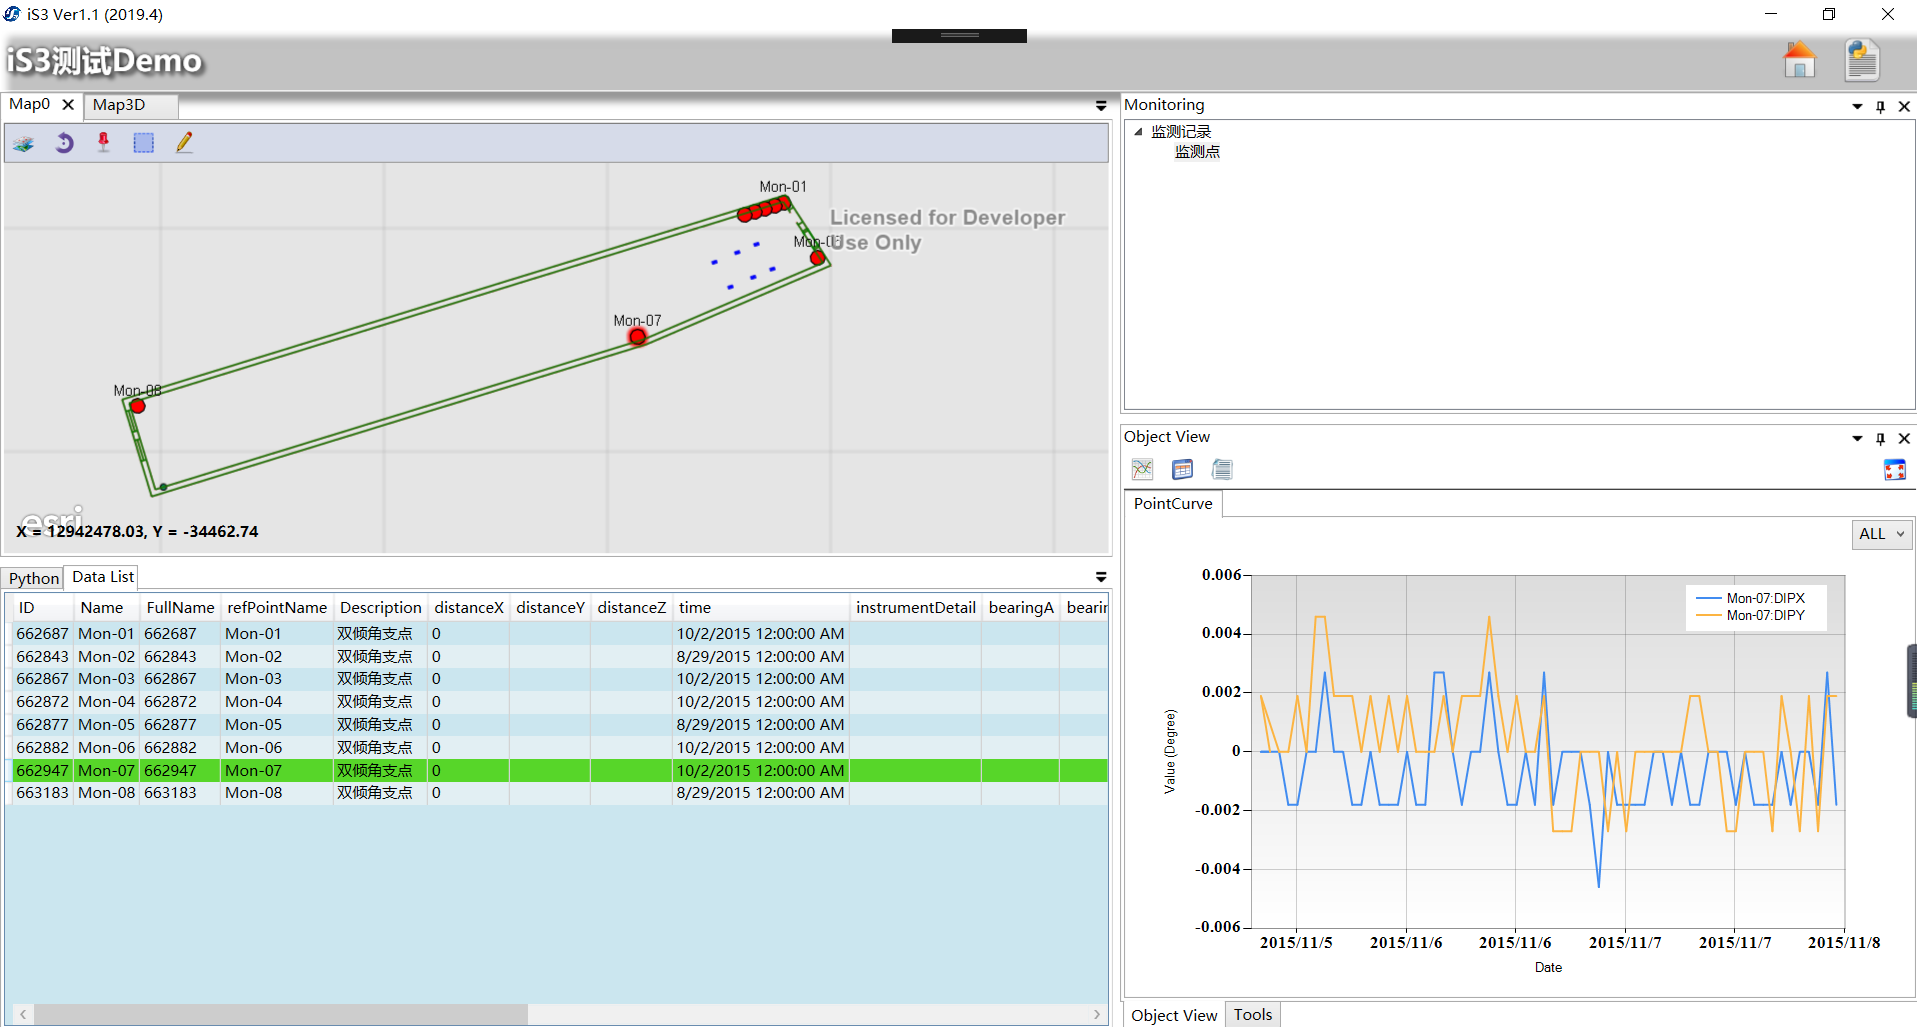 iS3 Ver1.1 (2019.4)
iS3测试Demo
Map0
Map3D
Mon-01
Licensed for Developer
Use Only
Mon-07
Mon-08
esri
X = 12942478.03, Y = -34462.74
Python
Data List
ID Name FullName refPointName Description distanceX distanceY distanceZ time instrumentDetail bearingA
662687 Mon-01 662687 Mon-01 双倾角支点 0 10/2/2015 12:00:00 AM
662843 Mon-02 662843 Mon-02 双倾角支点 0 8/29/2015 12:00:00 AM
662867 Mon-03 662867 Mon-03 双倾角支点 0 10/2/2015 12:00:00 AM
662872 Mon-04 662872 Mon-04 双倾角支点 0 10/2/2015 12:00:00 AM
662877 Mon-05 662877 Mon-05 双倾角支点 0 8/29/2015 12:00:00 AM
662882 Mon-06 662882 Mon-06 双倾角支点 0 10/2/2015 12:00:00 AM
662947 Mon-07 662947 Mon-07 双倾角支点 0 10/2/2015 12:00:00 AM
663183 Mon-08 663183 Mon-08 双倾角支点 0 8/29/2015 12:00:00 AM
Monitoring
监测记录
监测点
Object View
PointCurve
ALL
Mon-07:DIPX
Mon-07:DIPY
0.006
0.004
0.002
0
-0.002
-0.004
-0.006
Value (Degree)
2015/11/5 2015/11/6 2015/11/6 2015/11/7 2015/11/7 2015/11/8
Date
Object View
Tools